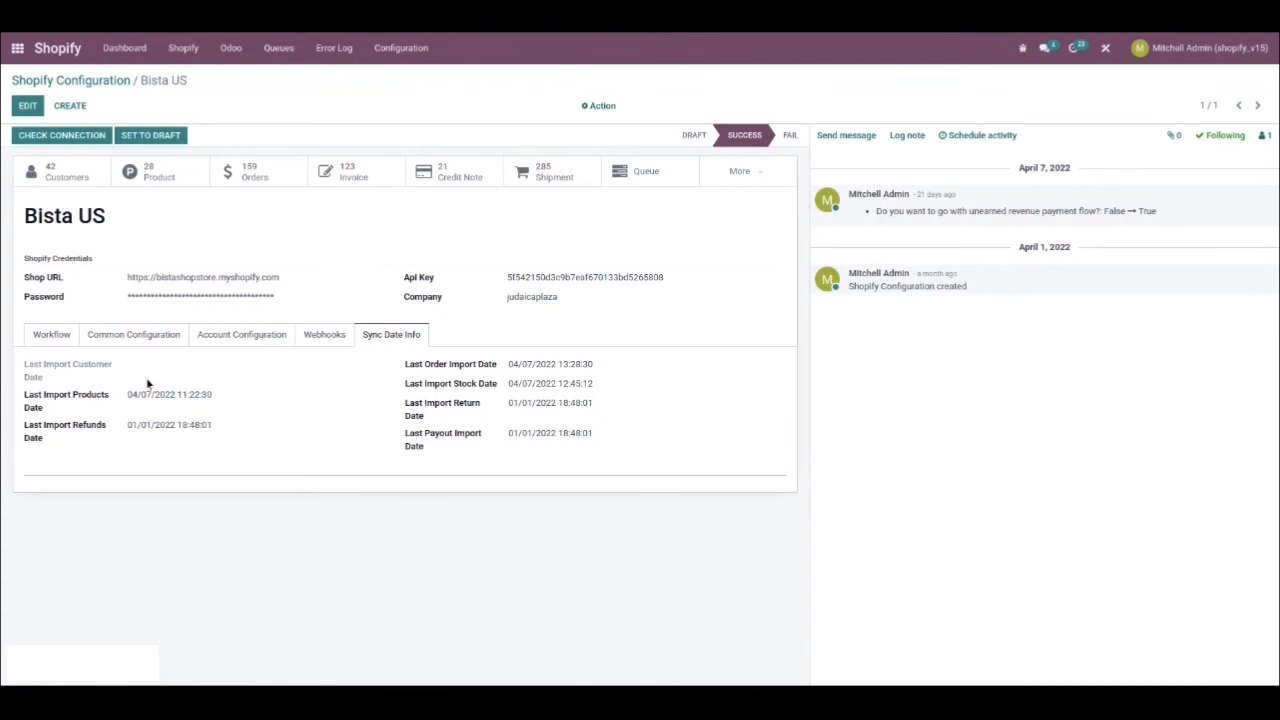 Shopify Dashboard Shopify Odoo Queues Error Log Configuration 4 23 M Mitchell Admin (shopify_v15)
Shopify Configuration / Bista US
EDIT CREATE Action 1 / 1
CHECK CONNECTION SET TO DRAFT DRAFT SUCCESS FAIL Send message Log note Schedule activity 0 Following 1
42 Customers
P 28 Product
$ 159 Orders
123 Invoice
21 Credit Note
285 Shipment
Queue
More
Bista US
Shopify Credentials
Shop URL https://bistashopstore.myshopify.com Api Key 5f542150d3c9b7eaf670133bd5265808
Password ************************************** Company judaicaplaza
Workflow Common Configuration Account Configuration Webhooks Sync Date Info
Last Import Customer
Date
Last Import Products 04/07/2022 11:22:30
Date
Last Import Refunds 01/01/2022 18:48:01
Date
Last Order Import Date 04/07/2022 13:28:30
Last Import Stock Date 04/07/2022 12:45:12
Last Import Return 01/01/2022 18:48:01
Date
Last Payout Import 01/01/2022 18:48:01
Date
April 7, 2022
M Mitchell Admin - 21 days ago
• Do you want to go with unearned revenue payment flow?: False → True
April 1, 2022
M Mitchell Admin - a month ago
Shopify Configuration created